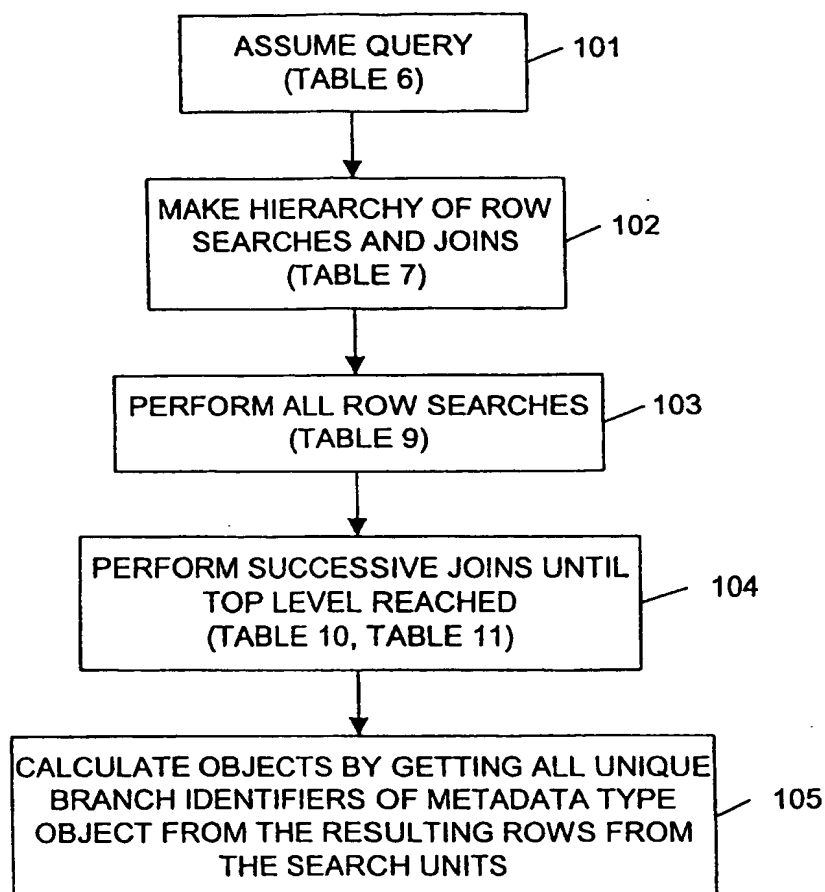 ASSUME QUERY
(TABLE 6)
101
MAKE HIERARCHY OF ROW
SEARCHES AND JOINS
(TABLE 7)
102
PERFORM ALL ROW SEARCHES
(TABLE 9)
103
PERFORM SUCCESSIVE JOINS UNTIL
TOP LEVEL REACHED
(TABLE 10, TABLE 11)
104
CALCULATE OBJECTS BY GETTING ALL UNIQUE
BRANCH IDENTIFIERS OF METADATA TYPE
OBJECT FROM THE RESULTING ROWS FROM
THE SEARCH UNITS
105